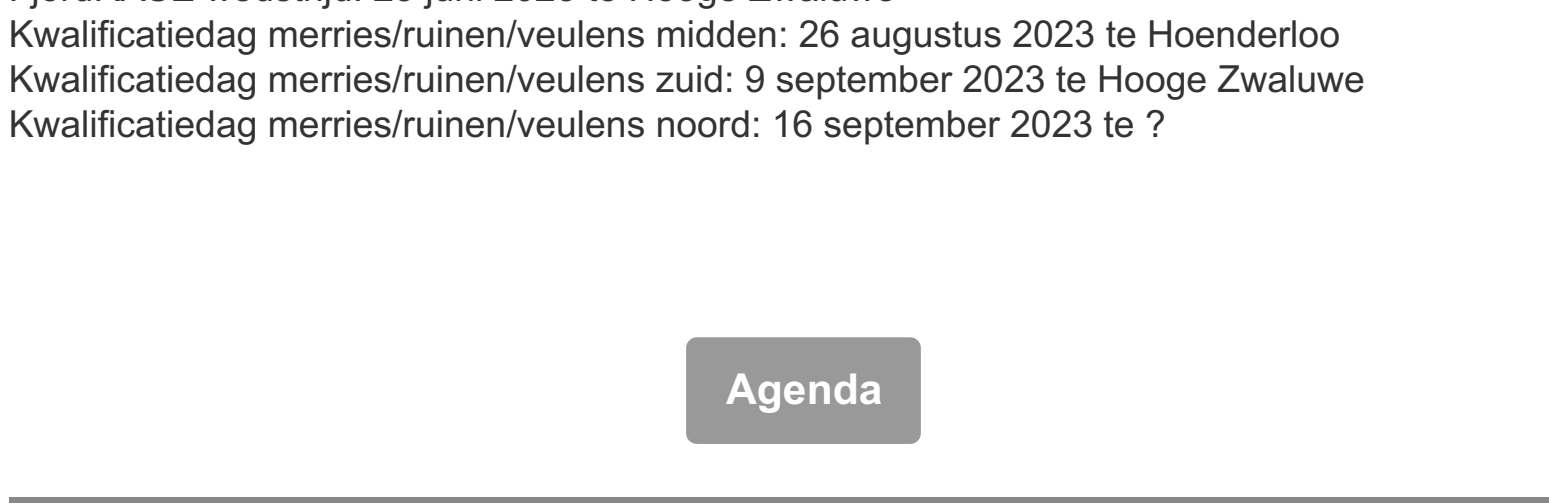 Kwalificatiedag merries/ruinen/veulens midden: 26 augustus 2023 te Hoenderloo
Kwalificatiedag merries/ruinen/veulens zuid: 9 september 2023 te Hooge Zwaluwe
Kwalificatiedag merries/ruinen/veulens noord: 16 september 2023 te ?
Agenda